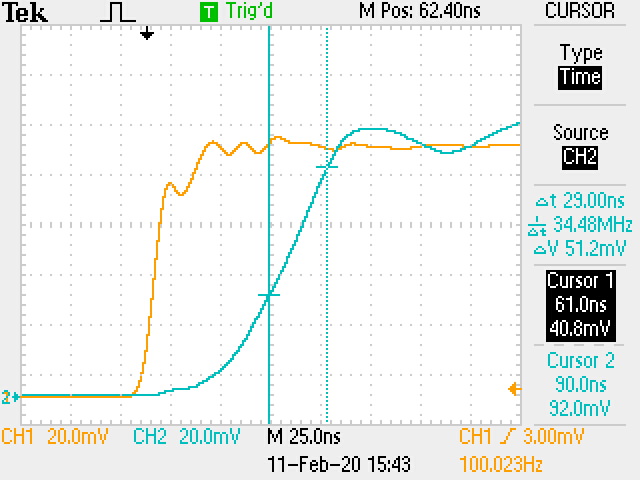 Tek T Trig'd M Pos: 62.40ns CURSOR
Type
Time
Source
CH2
Δt 29.00ns
1/Δt 34.48MHz
ΔV 51.2mV
Cursor 1
61.0ns
40.8mV
Cursor 2
90.0ns
92.0mV
2
CH1 20.0mV CH2 20.0mV M 25.0ns CH1 3.00mV
11-Feb-20 15:43 100.023Hz